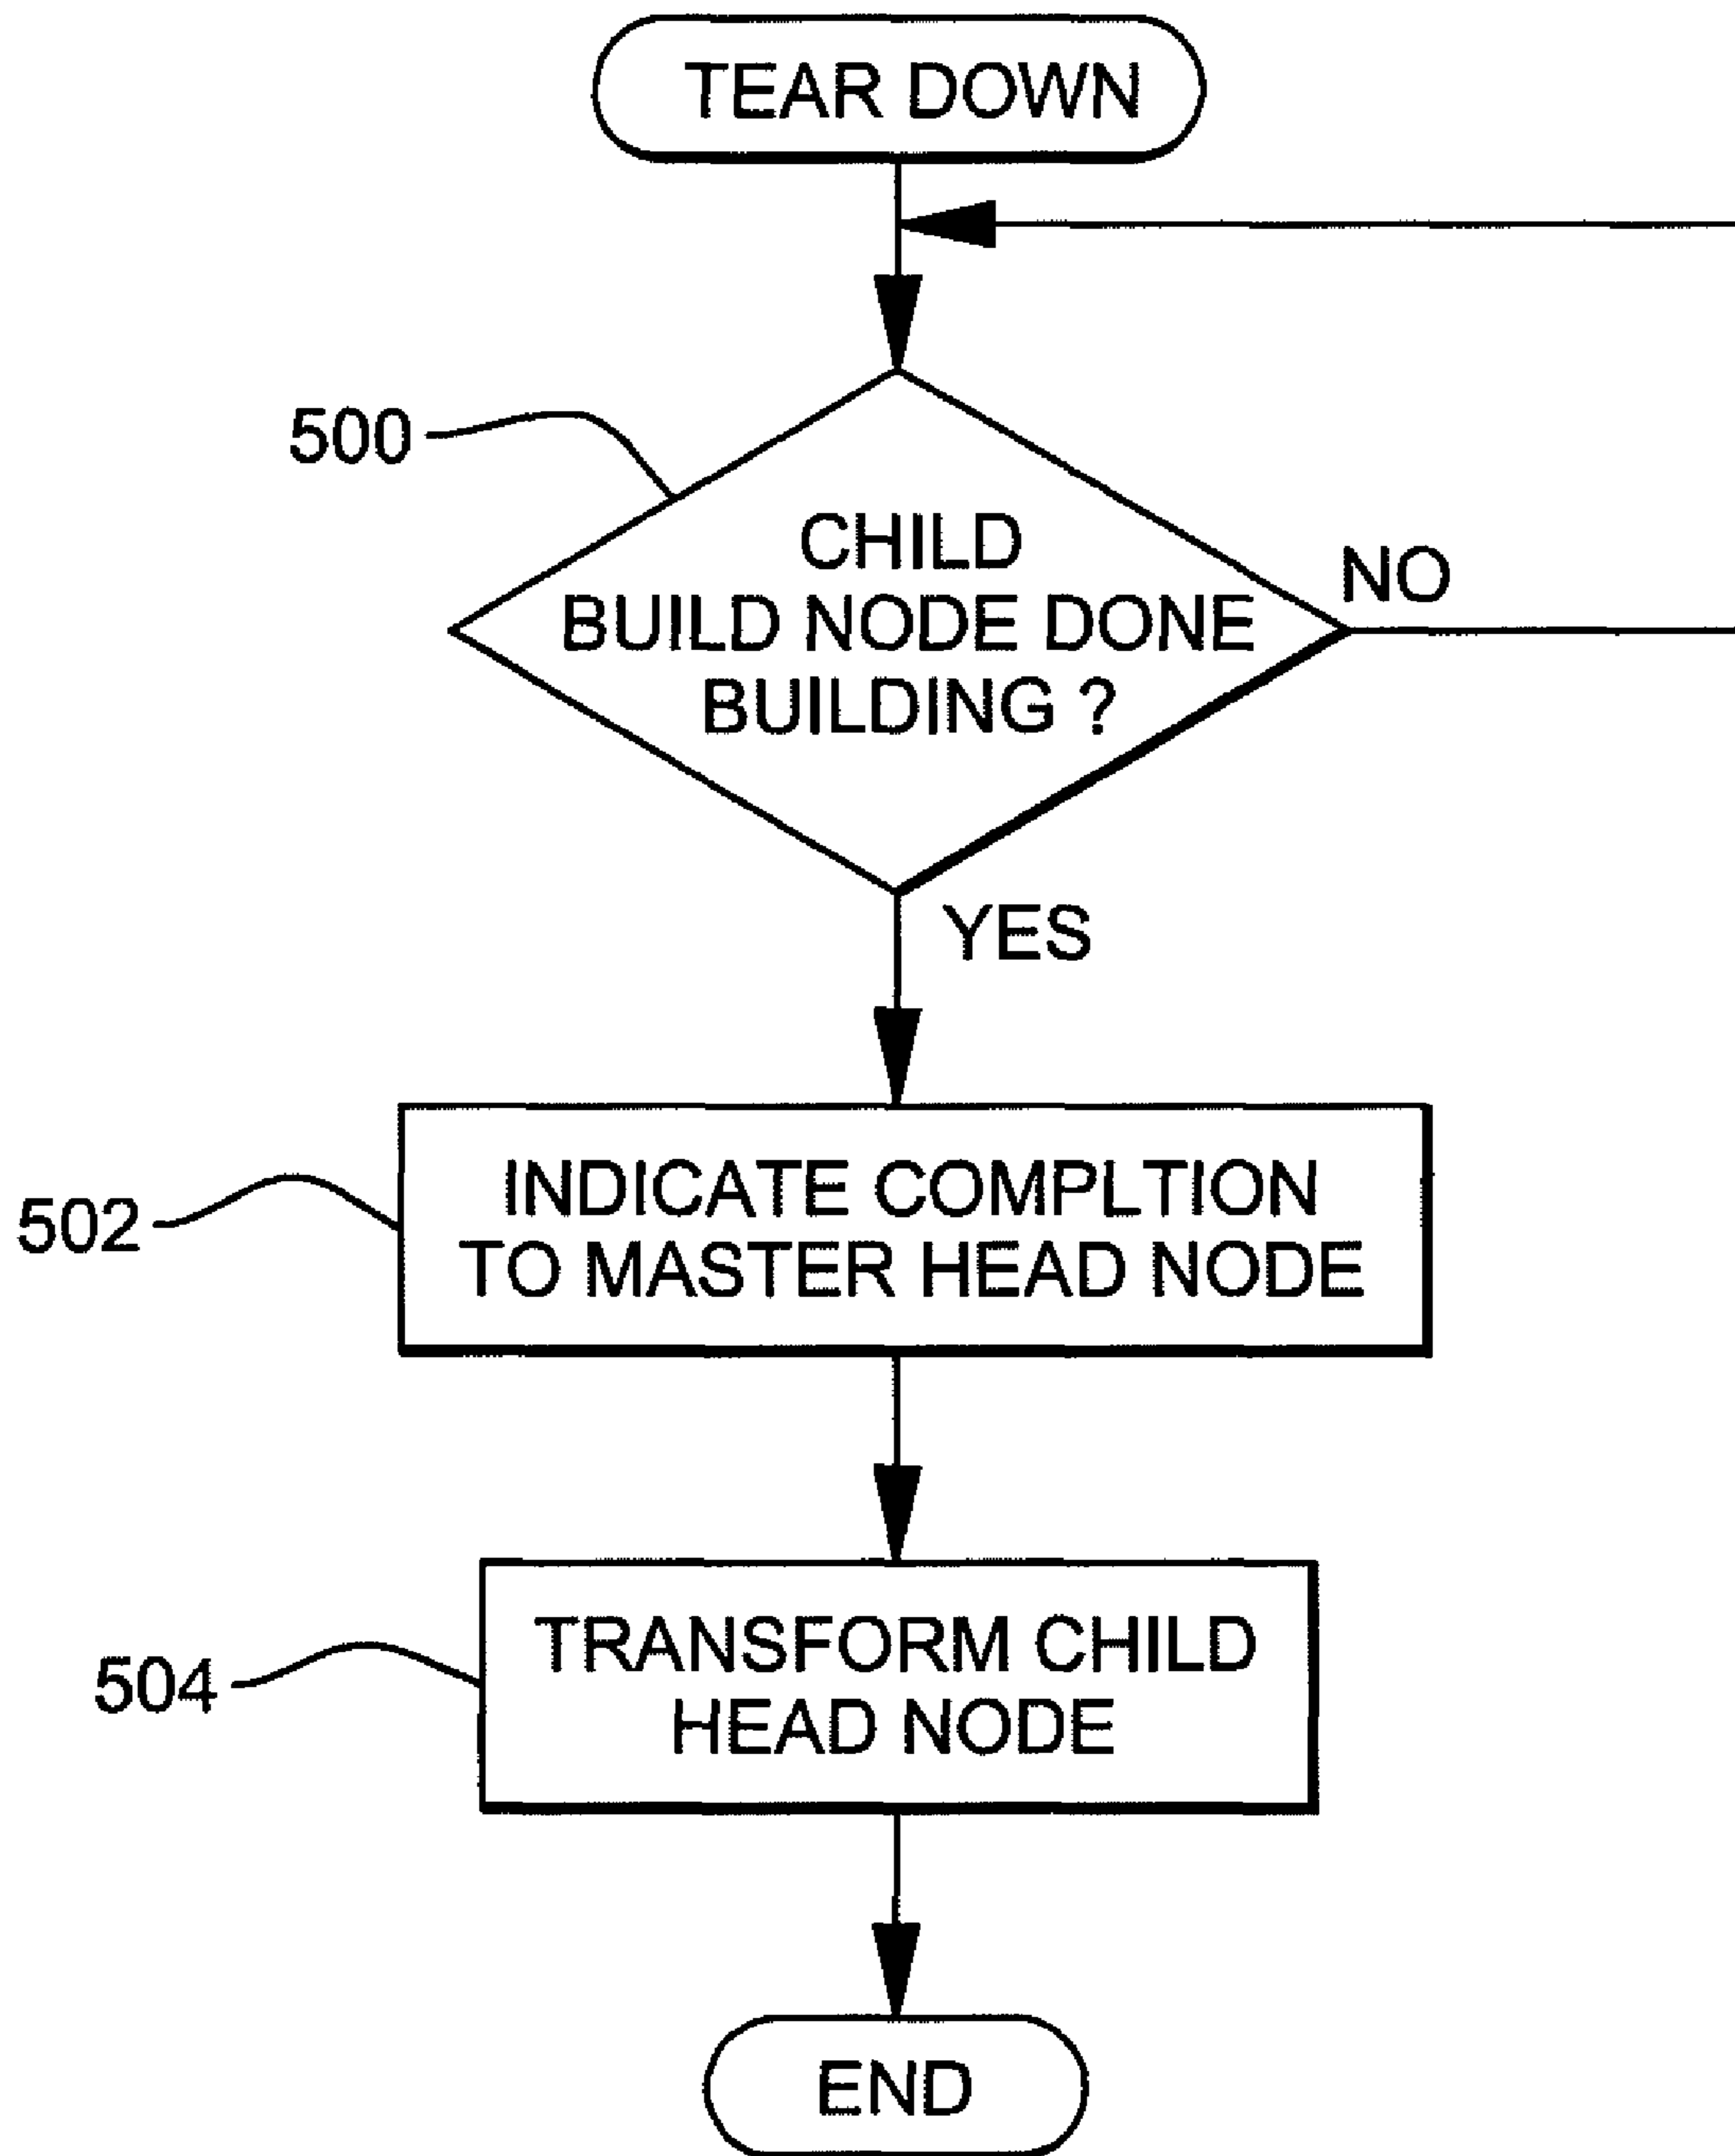 TEAR DOWN
500
CHILD
BUILD NODE DONE
BUILDING ?
NO
YES
502
INDICATE COMPLTION
TO MASTER HEAD NODE
504
TRANSFORM CHILD
HEAD NODE
END